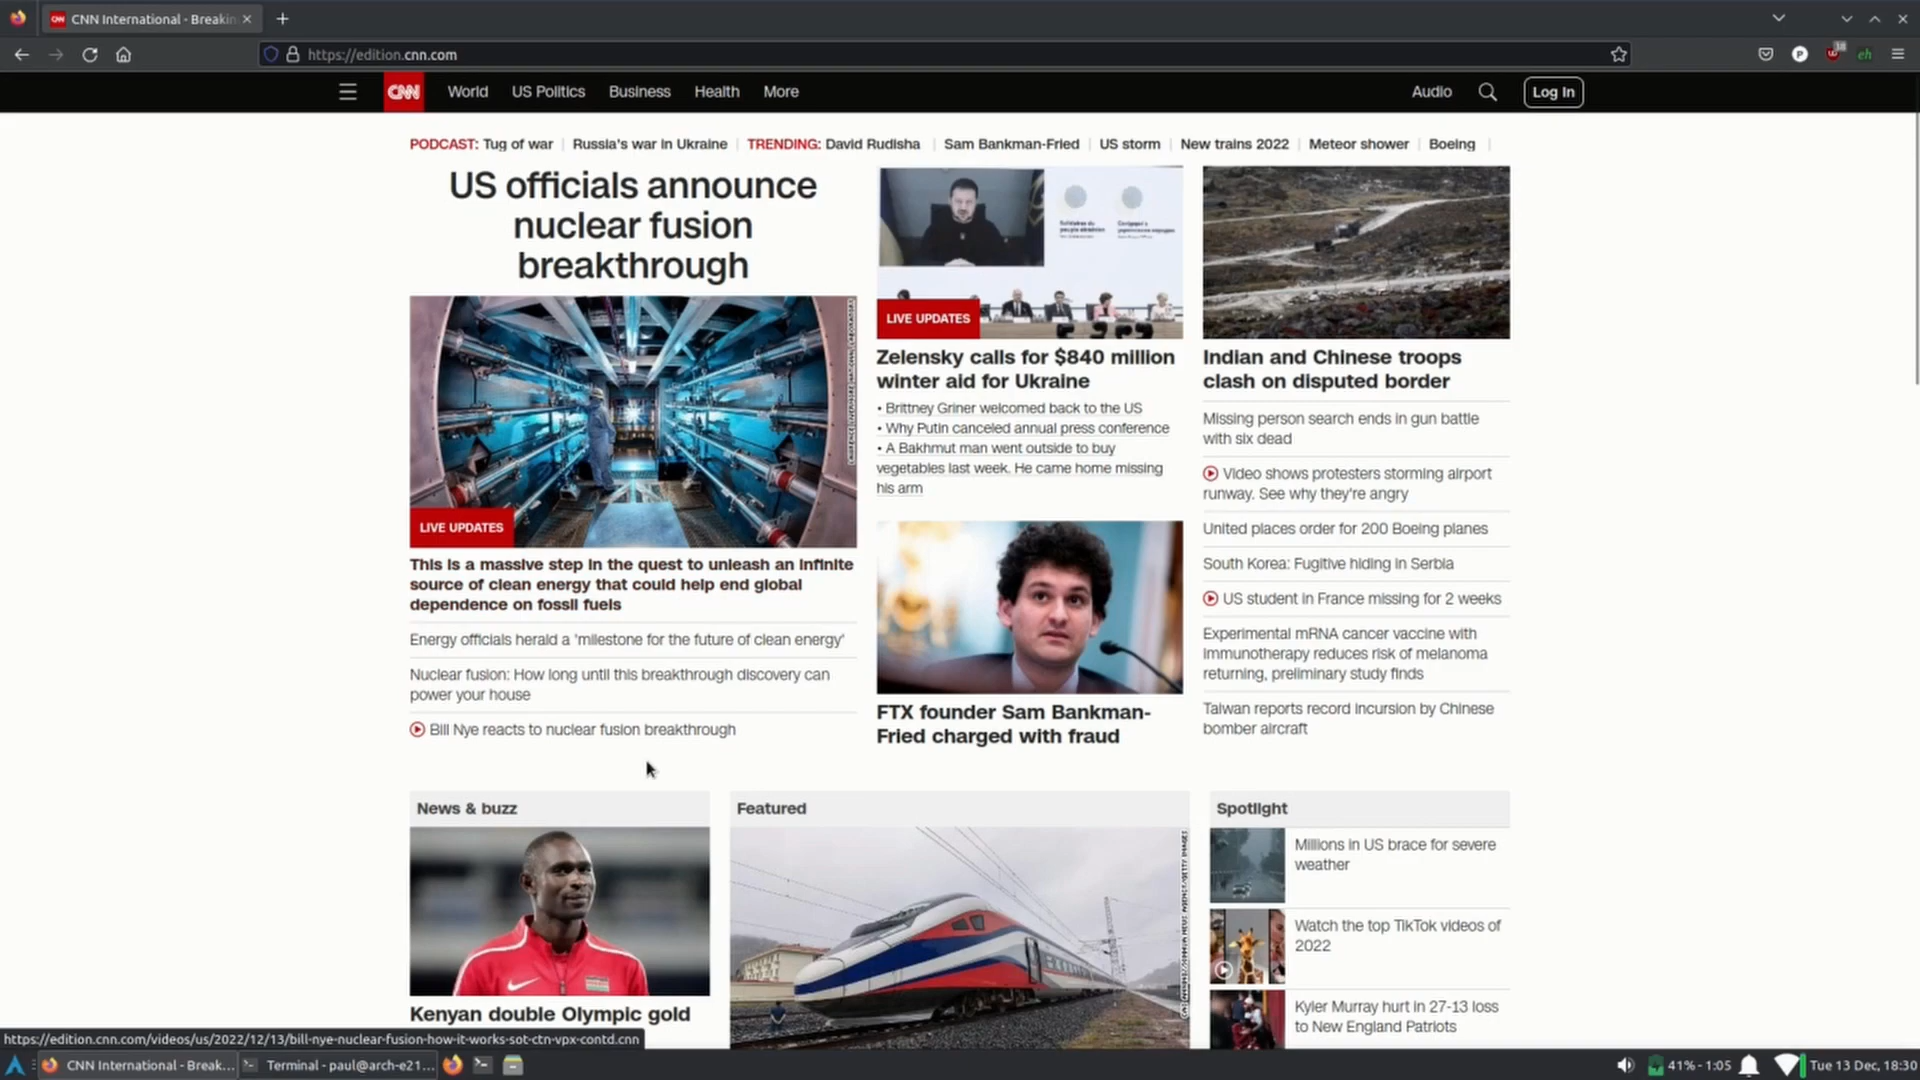 CNN International - Breakin
https://edition.cnn.com
18
P
eh
CNN
World
US Politics
Business
Health
More
Audio
Log In
PODCAST: Tug of war
Russia's war in Ukraine
TRENDING: David Rudisha
Sam Bankman-Fried
US storm
New trains 2022
Meteor shower
Boeing
US officials announce
nuclear fusion
breakthrough
LIVE UPDATES
This is a massive step in the quest to unleash an infinite
source of clean energy that could help end global
dependence on fossil fuels
Energy officials herald a 'milestone for the future of clean energy'
Nuclear fusion: How long until this breakthrough discovery can
power your house
Bill Nye reacts to nuclear fusion breakthrough
LIVE UPDATES
Zelensky calls for $840 million
winter aid for Ukraine
• Brittney Griner welcomed back to the US
• Why Putin canceled annual press conference
• A Bakhmut man went outside to buy
vegetables last week. He came home missing
his arm
FTX founder Sam Bankman-
Fried charged with fraud
Indian and Chinese troops
clash on disputed border
Missing person search ends in gun battle
with six dead
Video shows protesters storming airport
runway. See why they're angry
United places order for 200 Boeing planes
South Korea: Fugitive hiding in Serbia
US student in France missing for 2 weeks
Experimental mRNA cancer vaccine with
immunotherapy reduces risk of melanoma
returning, preliminary study finds
Taiwan reports record incursion by Chinese
bomber aircraft
News & buzz
Kenyan double Olympic gold
Featured
Spotlight
Millions in US brace for severe
weather
Watch the top TikTok videos of
2022
Kyler Murray hurt in 27-13 loss
to New England Patriots
https://edition.cnn.com/videos/us/2022/12/13/bill-nye-nuclear-fusion-how-it-works-sot-ctn-vpx-contd.cnn
CNN International - Break...
Terminal - paul@arch-e21...
41% - 1:05
Tue 13 Dec, 18:30